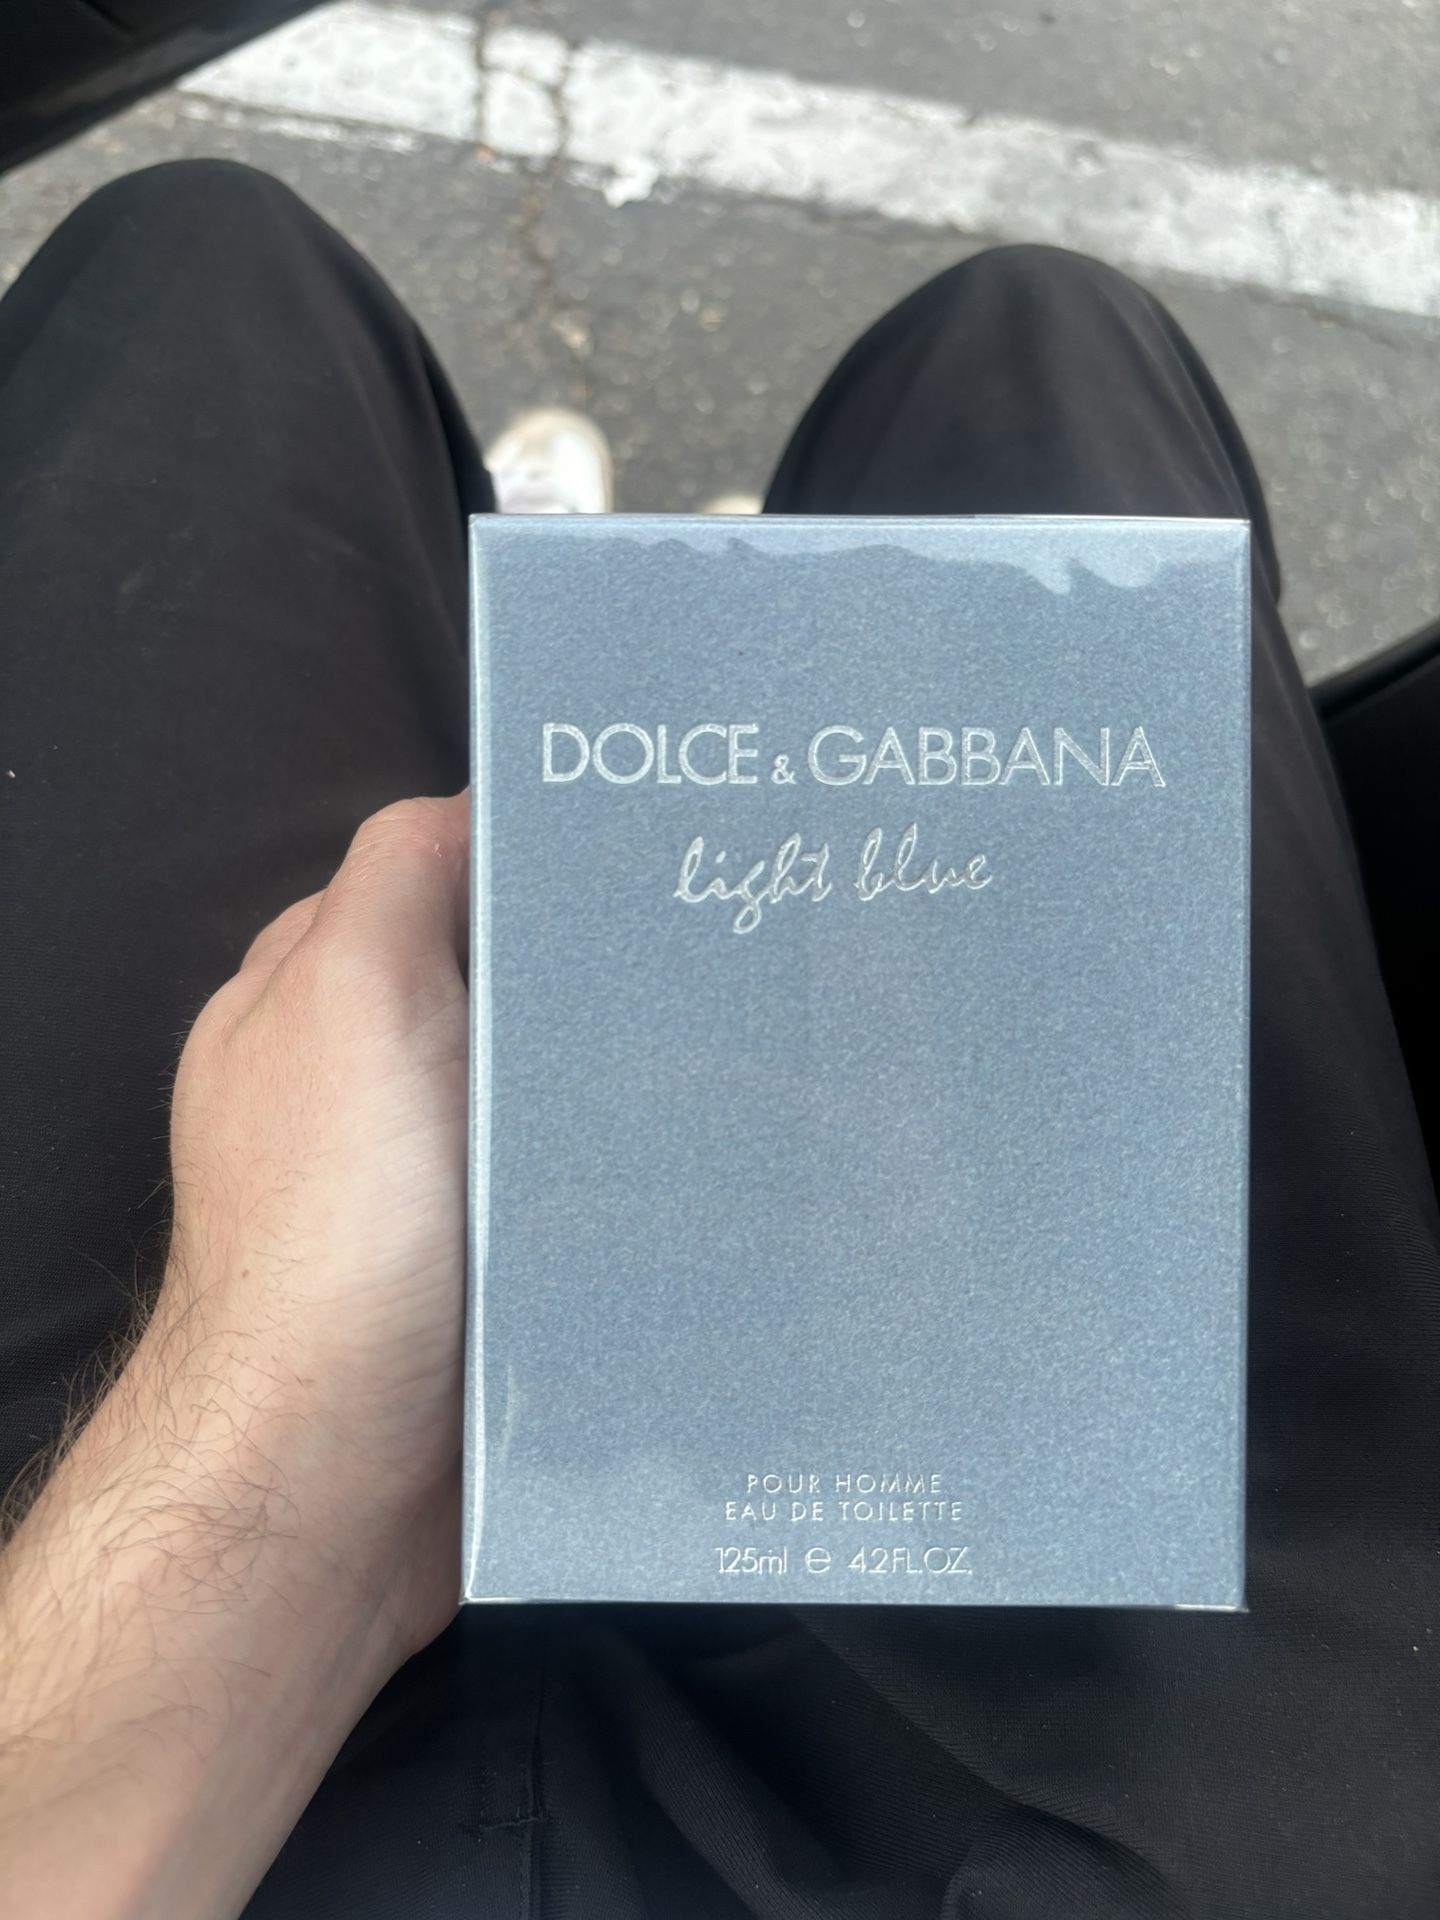 DOLCE & GABBANA
light blue
POUR HOMME
EAU DE TOILETTE
125ml ℮ 4.2FL.OZ.